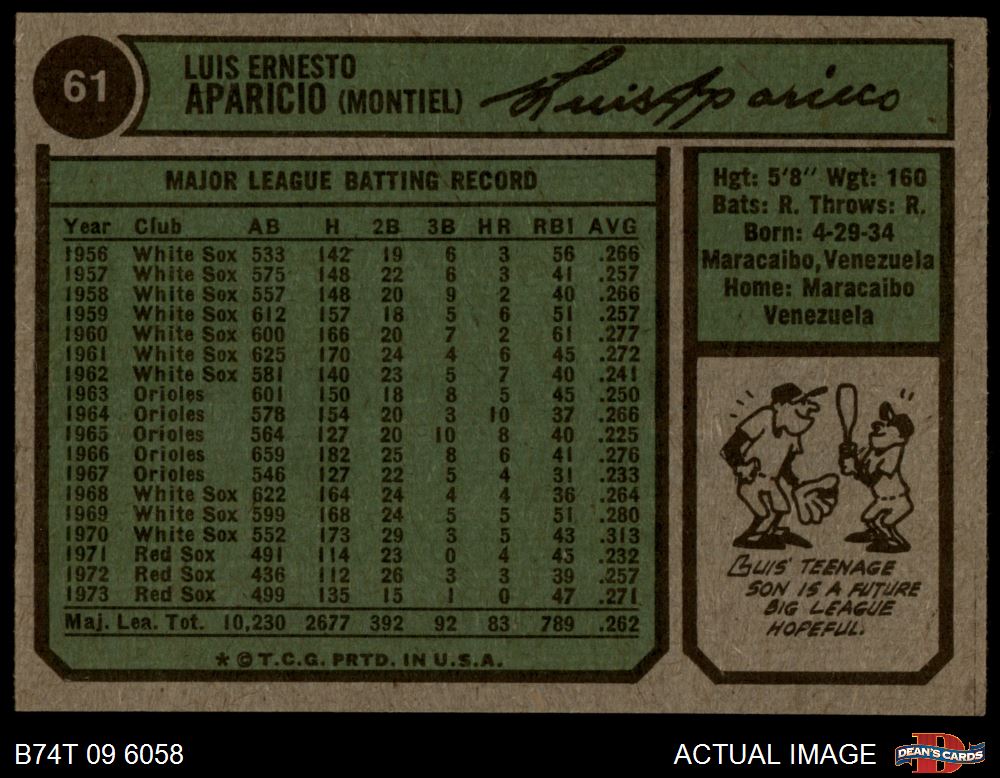 61
LUIS ERNESTO
APARICIO (MONTIEL)
Luis Aparicio
MAJOR LEAGUE BATTING RECORD
Year Club AB H 2B 3B HR RBI AVG
1956 White Sox 533 142 19 6 3 56 .266
1957 White Sox 575 148 22 6 3 41 .257
1958 White Sox 557 148 20 9 2 40 .266
1959 White Sox 612 157 18 5 6 51 .257
1960 White Sox 600 166 20 7 2 61 .277
1961 White Sox 625 170 24 4 6 45 .272
1962 White Sox 581 140 23 5 7 40 .241
1963 Orioles 601 150 18 8 5 45 .250
1964 Orioles 578 154 20 3 10 37 .266
1965 Orioles 564 127 20 10 8 40 .225
1966 Orioles 659 182 25 8 6 41 .276
1967 Orioles 546 127 22 5 4 31 .233
1968 White Sox 622 164 24 4 4 36 .264
1969 White Sox 599 168 24 5 5 51 .280
1970 White Sox 552 173 29 3 5 43 .313
1971 Red Sox 491 114 23 0 4 45 .232
1972 Red Sox 436 112 26 3 3 39 .257
1973 Red Sox 499 135 15 1 0 47 .271
Maj. Lea. Tot. 10,230 2677 392 92 83 789 .262
* © T.C.G. PRTD. IN U.S.A.
Hgt: 5'8" Wgt: 160
Bats: R. Throws: R.
Born: 4-29-34
Maracaibo, Venezuela
Home: Maracaibo
Venezuela
LUIS' TEENAGE
SON IS A FUTURE
BIG LEAGUE
HOPEFUL.
B74T 09 6058
ACTUAL IMAGE
DEAN'S CARDS